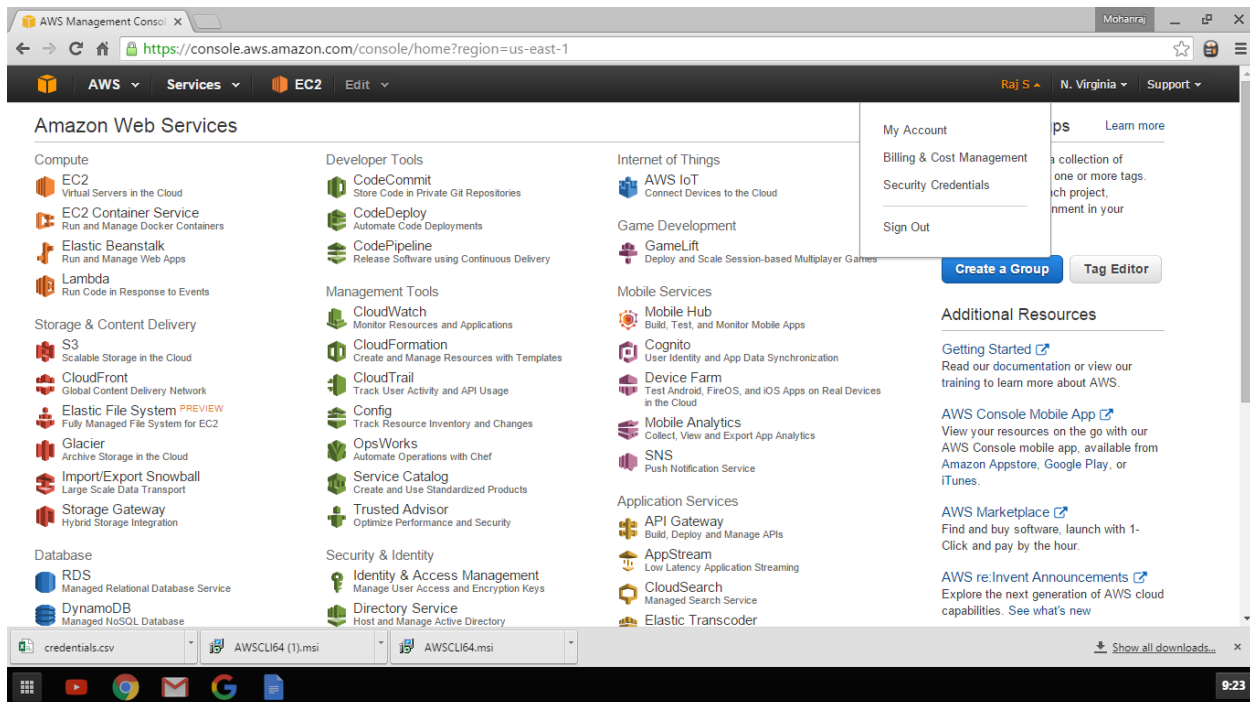 AWS Management Consol
Mohanraj
https://console.aws.amazon.com/console/home?region=us-east-1
AWS
Services
EC2
Edit
Raj S
N. Virginia
Support
Amazon Web Services
Compute
EC2
Virtual Servers in the Cloud
EC2 Container Service
Run and Manage Docker Containers
Elastic Beanstalk
Run and Manage Web Apps
Lambda
Run Code in Response to Events
Storage & Content Delivery
S3
Scalable Storage in the Cloud
CloudFront
Global Content Delivery Network
Elastic File System PREVIEW
Fully Managed File System for EC2
Glacier
Archive Storage in the Cloud
Import/Export Snowball
Large Scale Data Transport
Storage Gateway
Hybrid Storage Integration
Database
RDS
Managed Relational Database Service
DynamoDB
Managed NoSQL Database
Developer Tools
CodeCommit
Store Code in Private Git Repositories
CodeDeploy
Automate Code Deployments
CodePipeline
Release Software using Continuous Delivery
Management Tools
CloudWatch
Monitor Resources and Applications
CloudFormation
Create and Manage Resources with Templates
CloudTrail
Track User Activity and API Usage
Config
Track Resource Inventory and Changes
OpsWorks
Automate Operations with Chef
Service Catalog
Create and Use Standardized Products
Trusted Advisor
Optimize Performance and Security
Security & Identity
Identity & Access Management
Manage User Access and Encryption Keys
Directory Service
Host and Manage Active Directory
Internet of Things
AWS IoT
Connect Devices to the Cloud
Game Development
GameLift
Deploy and Scale Session-based Multiplayer Games
Mobile Services
Mobile Hub
Build, Test, and Monitor Mobile Apps
Cognito
User Identity and App Data Synchronization
Device Farm
Test Android, FireOS, and iOS Apps on Real Devices
in the Cloud
Mobile Analytics
Collect, View and Export App Analytics
SNS
Push Notification Service
Application Services
API Gateway
Build, Deploy and Manage APIs
AppStream
Low Latency Application Streaming
CloudSearch
Managed Search Service
Elastic Transcoder
My Account
Billing & Cost Management
Security Credentials
Sign Out
ps
Learn more
a collection of
one or more tags.
ch project,
nment in your
Create a Group
Tag Editor
Additional Resources
Getting Started
Read our documentation or view our
training to learn more about AWS.
AWS Console Mobile App
View your resources on the go with our
AWS Console mobile app, available from
Amazon Appstore, Google Play, or
iTunes.
AWS Marketplace
Find and buy software, launch with 1-
Click and pay by the hour.
AWS re:Invent Announcements
Explore the next generation of AWS cloud
capabilities. See what's new
credentials.csv
AWSCLI64 (1).msi
AWSCLI64.msi
Show all downloads...
9:23